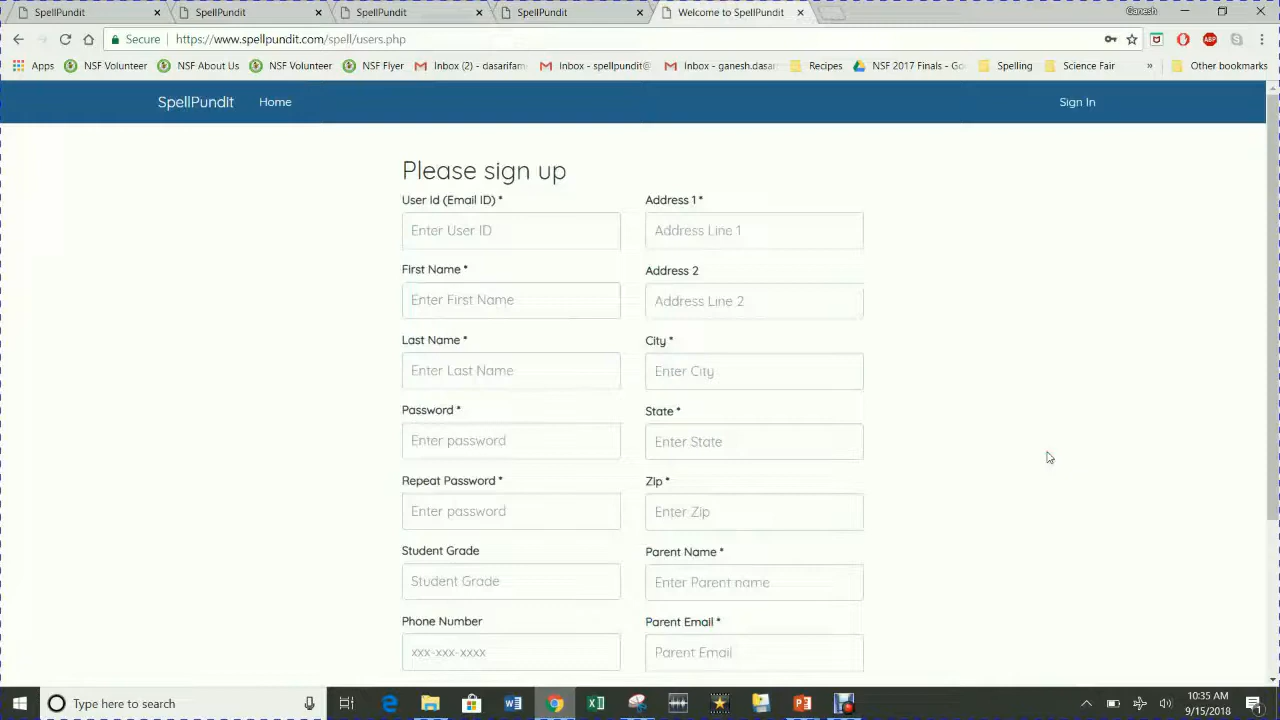 SpellPundit SpellPundit SpellPundit SpellPundit Welcome to SpellPundit Ganesh
Secure https://www.spellpundit.com/spell/users.php ABP
Apps NSF Volunteer NSF About Us NSF Volunteer NSF Flyer Inbox (2) - dasarifam Inbox - spellpundit@ Inbox - ganesh.dasar Recipes NSF 2017 Finals - Go Spelling Science Fair » Other bookmarks
SpellPundit Home Sign In
Please sign up
User Id (Email ID) * Address 1 *
Enter User ID Address Line 1
First Name * Address 2
Enter First Name Address Line 2
Last Name * City *
Enter Last Name Enter City
Password * State *
Enter password Enter State
Repeat Password * Zip *
Enter password Enter Zip
Student Grade Parent Name *
Student Grade Enter Parent name
Phone Number Parent Email *
xxx-xxx-xxxx Parent Email
Type here to search 10:35 AM
9/15/2018